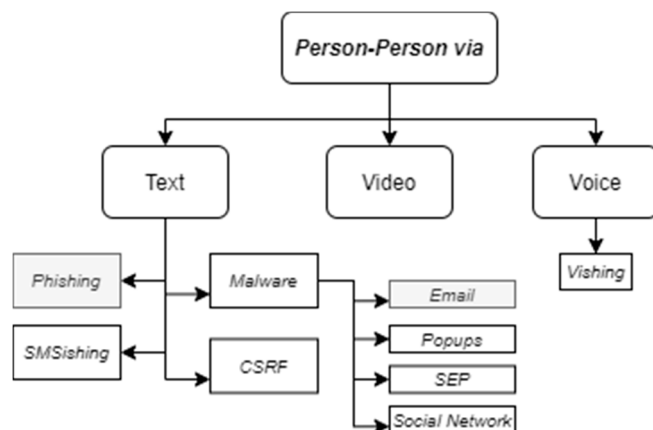 Person-Person via
Text
Video
Voice
Phishing
Malware
Email
Vishing
SMSishing
CSRF
Popups
SEP
Social Network